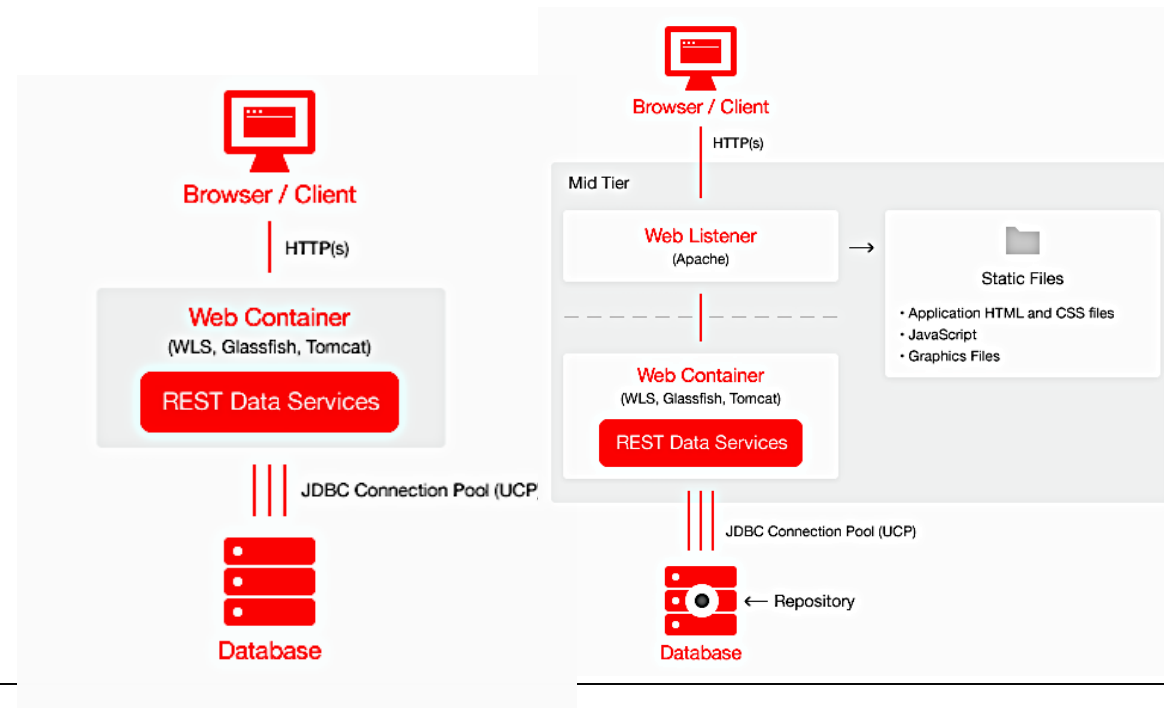 Browser / Client
HTTP(s)
Web Container
(WLS, Glassfish, Tomcat)
REST Data Services
JDBC Connection Pool (UCP
Database
Browser / Client
HTTP(s)
Mid Tier
Web Listener
(Apache)
Static Files
• Application HTML and CSS files
• JavaScript
• Graphics Files
Web Container
(WLS, Glassfish, Tomcat)
REST Data Services
JDBC Connection Pool (UCP)
Repository
Database